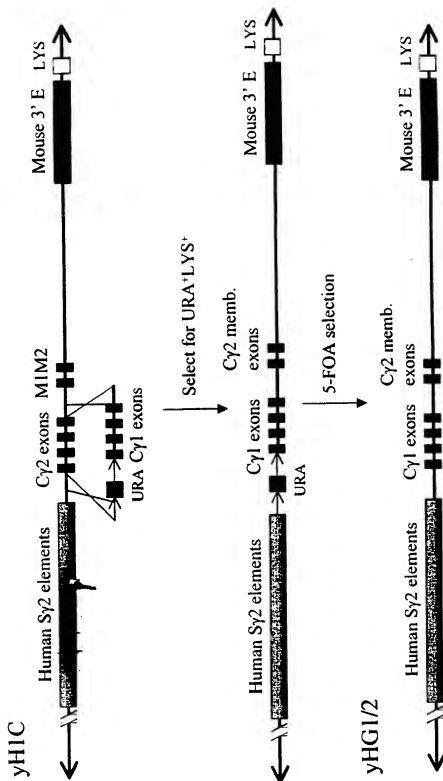 yH1C
Human Sγ2 elements
Cγ2 exons
M1M2
Mouse 3' E
LYS
URA
Cγ1 exons
Select for URA⁺LYS⁺
Human Sγ2 elements
URA
Cγ1 exons
Cγ2 memb.
exons
Mouse 3' E
LYS
5-FOA selection
yHG1/2
Human Sγ2 elements
Cγ1 exons
Cγ2 memb.
exons
Mouse 3' E
LYS